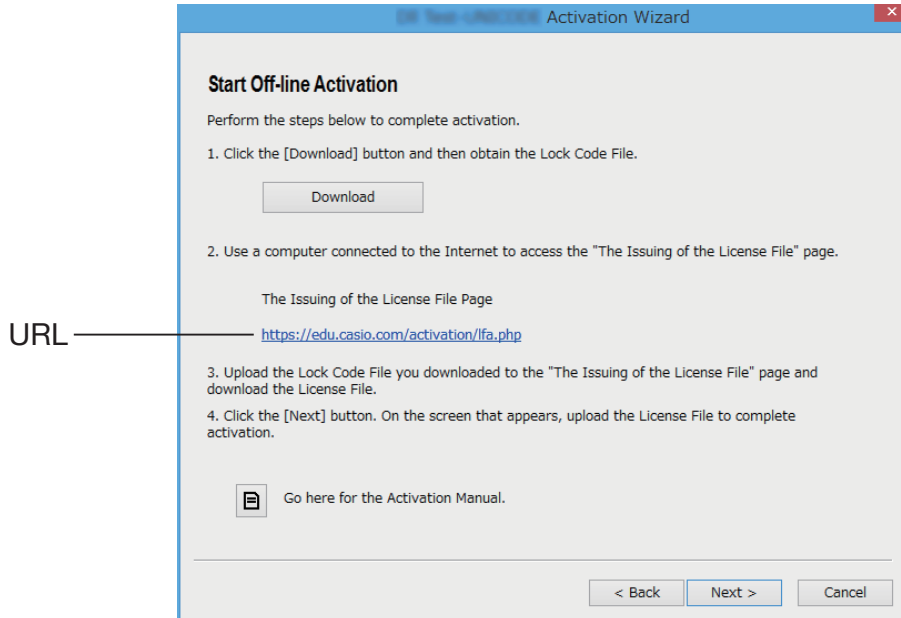 Activation Wizard
Start Off-line Activation
Perform the steps below to complete activation.
1. Click the [Download] button and then obtain the Lock Code File.
Download
2. Use a computer connected to the Internet to access the "The Issuing of the License File" page.
The Issuing of the License File Page
URL
https://edu.casio.com/activation/lfa.php
3. Upload the Lock Code File you downloaded to the "The Issuing of the License File" page and
download the License File.
4. Click the [Next] button. On the screen that appears, upload the License File to complete
activation.
Go here for the Activation Manual.
< Back
Next >
Cancel